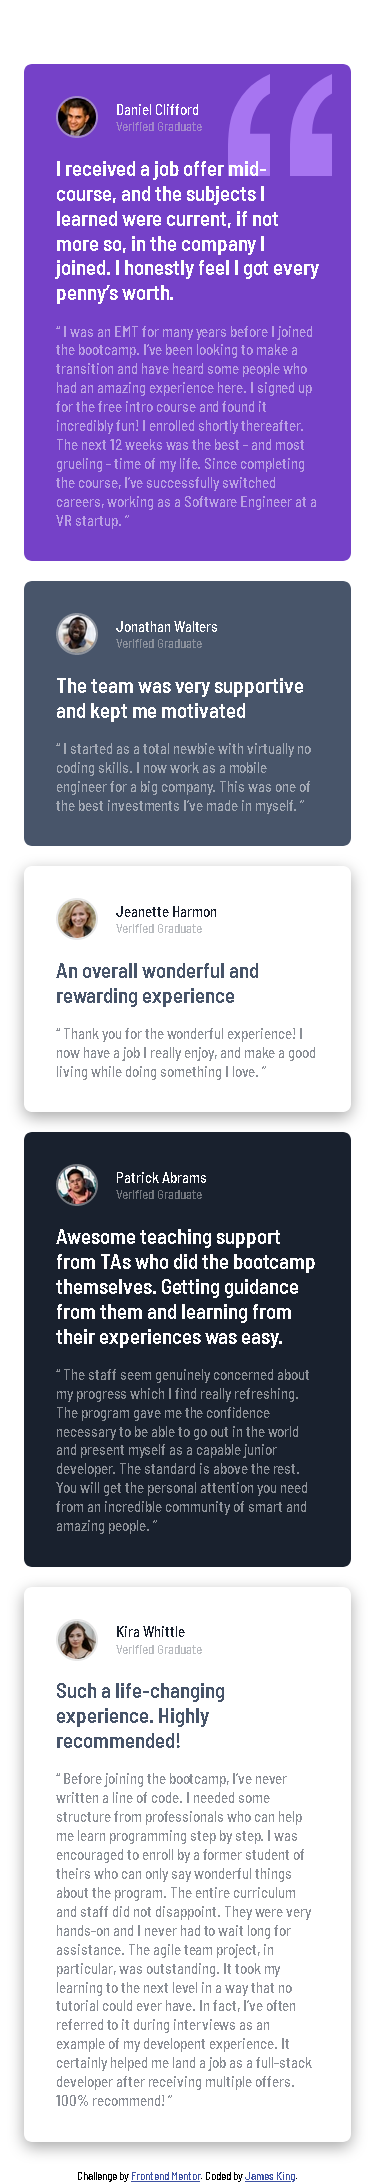 Daniel Clifford
Verified Graduate
I received a job offer mid-
course, and the subjects I
learned were current, if not
more so, in the company I
joined. I honestly feel I got every
penny’s worth.
“ I was an EMT for many years before I joined
the bootcamp. I’ve been looking to make a
transition and have heard some people who
had an amazing experience here. I signed up
for the free intro course and found it
incredibly fun! I enrolled shortly thereafter.
The next 12 weeks was the best - and most
grueling - time of my life. Since completing
the course, I’ve successfully switched
careers, working as a Software Engineer at a
VR startup. ”
Jonathan Walters
Verified Graduate
The team was very supportive
and kept me motivated
“ I started as a total newbie with virtually no
coding skills. I now work as a mobile
engineer for a big company. This was one of
the best investments I’ve made in myself. ”
Jeanette Harmon
Verified Graduate
An overall wonderful and
rewarding experience
“ Thank you for the wonderful experience! I
now have a job I really enjoy, and make a good
living while doing something I love. ”
Patrick Abrams
Verified Graduate
Awesome teaching support
from TAs who did the bootcamp
themselves. Getting guidance
from them and learning from
their experiences was easy.
“ The staff seem genuinely concerned about
my progress which I find really refreshing.
The program gave me the confidence
necessary to be able to go out in the world
and present myself as a capable junior
developer. The standard is above the rest.
You will get the personal attention you need
from an incredible community of smart and
amazing people. ”
Kira Whittle
Verified Graduate
Such a life-changing
experience. Highly
recommended!
“ Before joining the bootcamp, I’ve never
written a line of code. I needed some
structure from professionals who can help
me learn programming step by step. I was
encouraged to enroll by a former student of
theirs who can only say wonderful things
about the program. The entire curriculum
and staff did not disappoint. They were very
hands-on and I never had to wait long for
assistance. The agile team project, in
particular, was outstanding. It took my
learning to the next level in a way that no
tutorial could ever have. In fact, I’ve often
referred to it during interviews as an
example of my developent experience. It
certainly helped me land a job as a full-stack
developer after receiving multiple offers.
100% recommend! ”
Challenge by Frontend Mentor. Coded by James King.